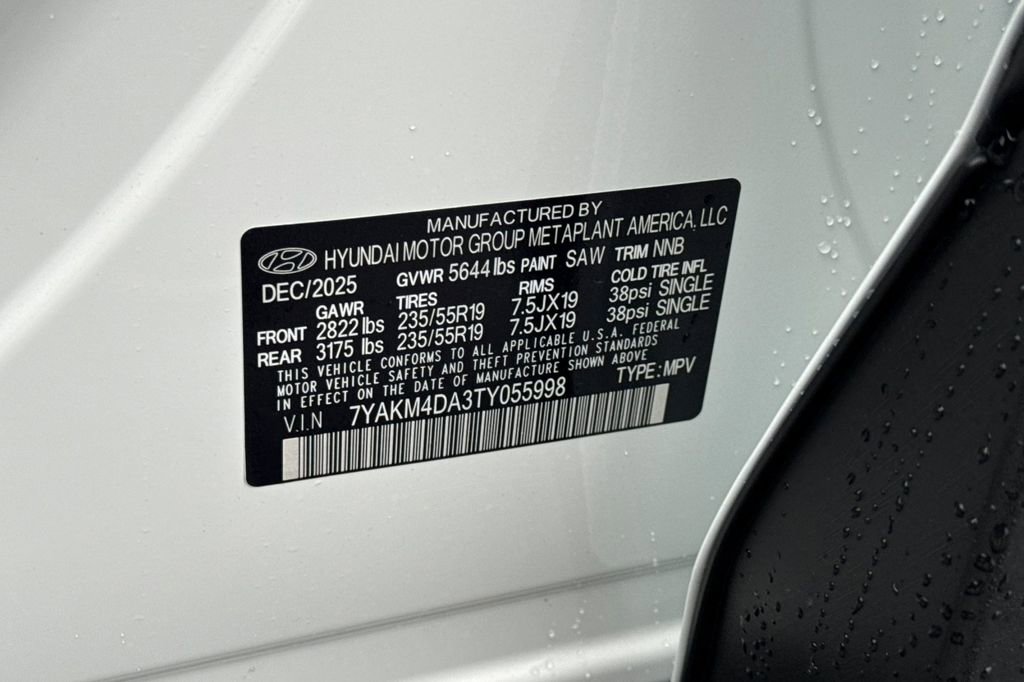 MANUFACTURED BY
HYUNDAI MOTOR GROUP METAPLANT AMERICA, LLC
DEC/2025 GVWR 5644 lbs PAINT SAW TRIM NNB
GAWR TIRES RIMS COLD TIRE INFL
FRONT 2822 lbs 235/55R19 7.5JX19 38psi SINGLE
REAR 3175 lbs 235/55R19 7.5JX19 38psi SINGLE
THIS VEHICLE CONFORMS TO ALL APPLICABLE U.S.A. FEDERAL
MOTOR VEHICLE SAFETY AND THEFT PREVENTION STANDARDS
IN EFFECT ON THE DATE OF MANUFACTURE SHOWN ABOVE
V.I.N 7YAKM4DA3TY055998 TYPE : MPV